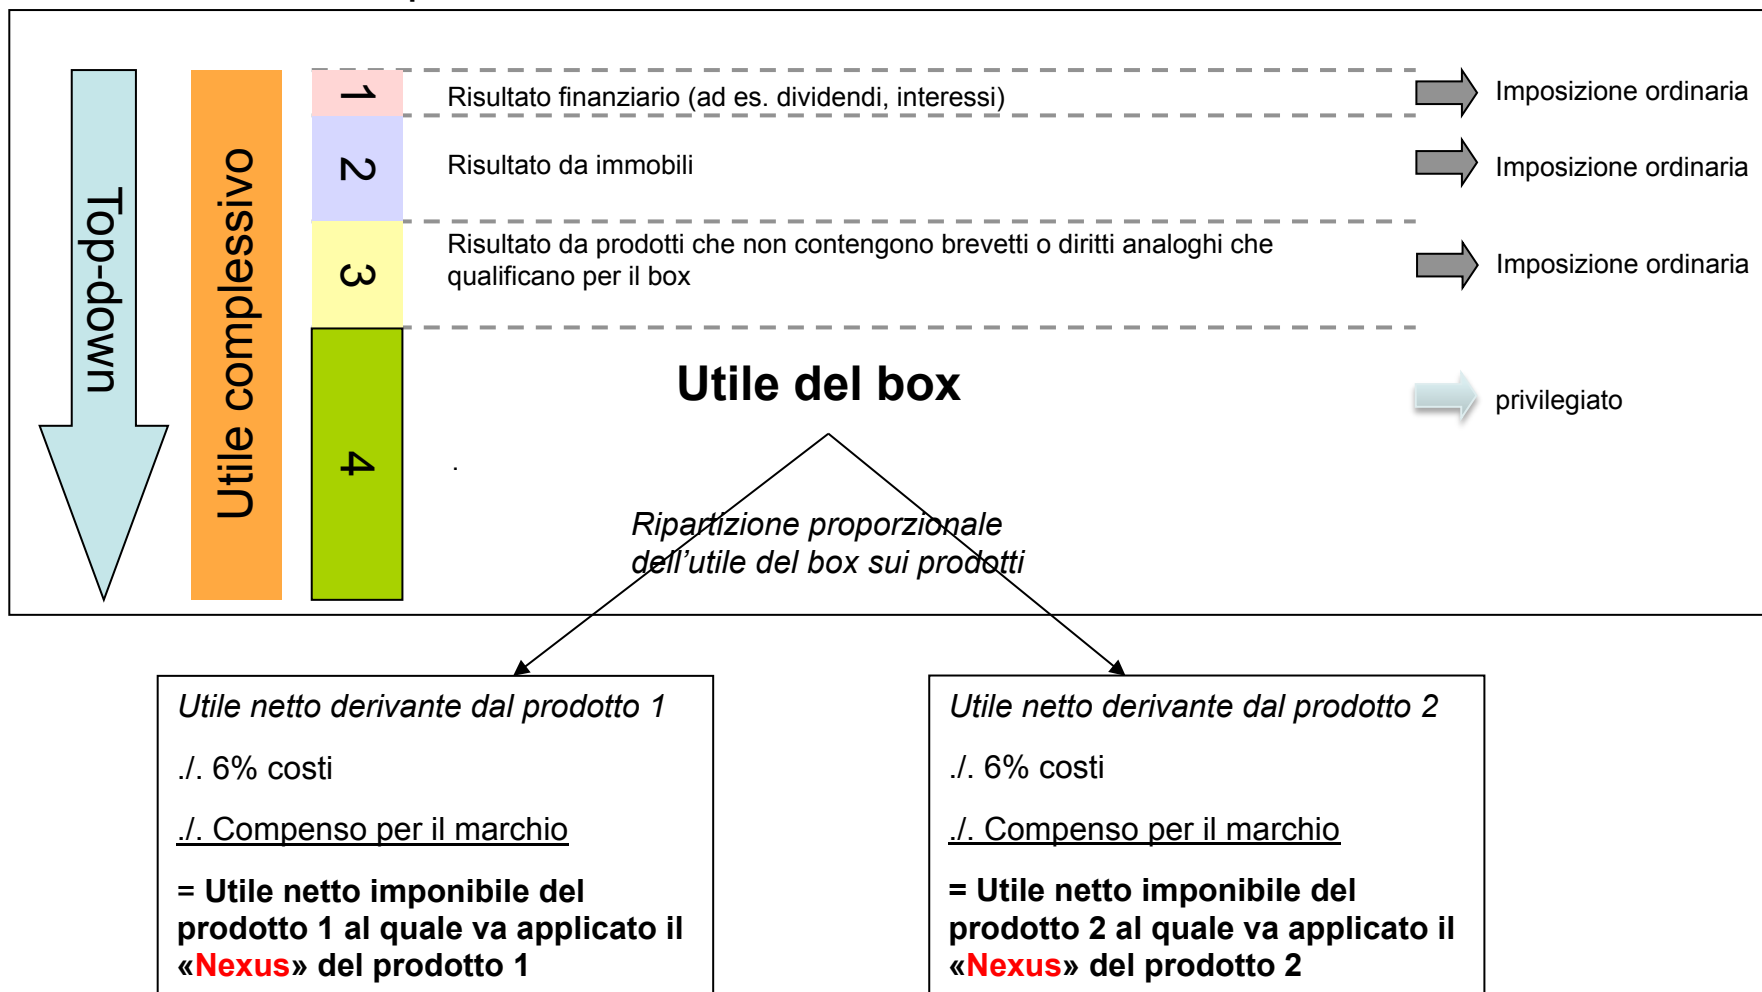 Top-down
Utile complessivo
1
Risultato finanziario (ad es. dividendi, interessi)
Imposizione ordinaria
2
Risultato da immobili
Imposizione ordinaria
3
Risultato da prodotti che non contengono brevetti o diritti analoghi che
qualificano per il box
Imposizione ordinaria
4
Utile del box
privilegiato
.
Ripartizione proporzionale
dell'utile del box sui prodotti
Utile netto derivante dal prodotto 1
./. 6% costi
./. Compenso per il marchio
= Utile netto imponibile del
prodotto 1 al quale va applicato il
«Nexus» del prodotto 1
Utile netto derivante dal prodotto 2
./. 6% costi
./. Compenso per il marchio
= Utile netto imponibile del
prodotto 2 al quale va applicato il
«Nexus» del prodotto 2